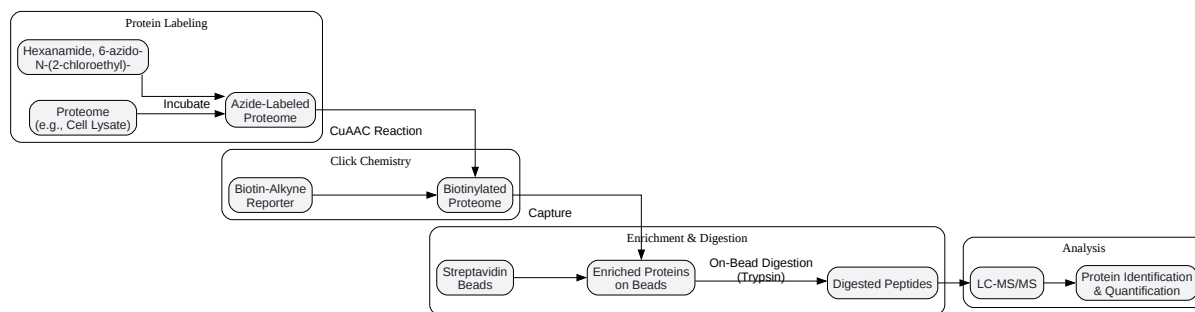 Protein Labeling
Hexanamide, 6-azido-
N-(2-chloroethyl)-
Incubate
Proteome
(e.g., Cell Lysate)
Azide-Labeled
Proteome
CuAAC Reaction
Click Chemistry
Biotin-Alkyne
Reporter
Biotinylated
Proteome
Capture
Enrichment & Digestion
Streptavidin
Beads
Enriched Proteins
on Beads
On-Bead Digestion
(Trypsin)
Digested Peptides
Analysis
LC-MS/MS
Protein Identification
& Quantification